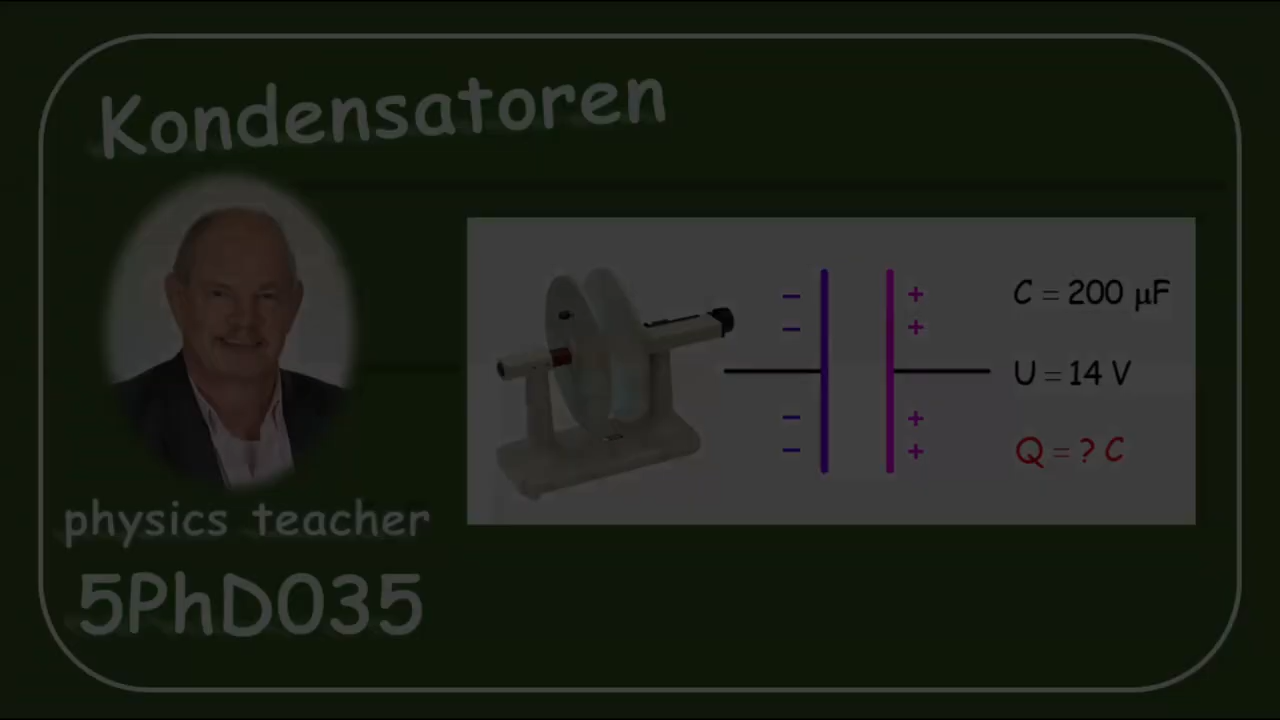 Kondensatoren
physics teacher
5PhD035
− + C = 200 µF
− +
U = 14 V
− +
− + Q = ? C